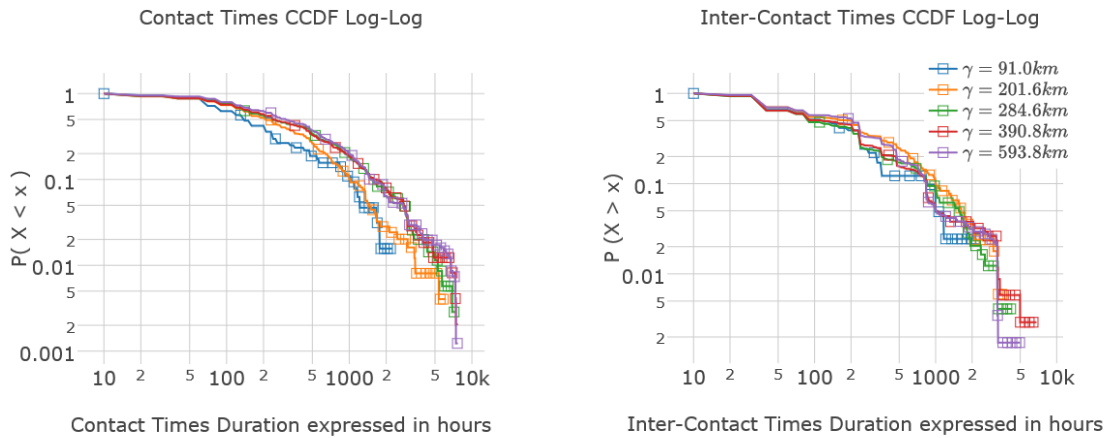 Contact Times CCDF Log-Log
P( X < x )
1
5
2
0.1
5
2
0.01
5
2
0.001
10 2 5 100 2 5 1000 2 5 10k
Contact Times Duration expressed in hours
Inter-Contact Times CCDF Log-Log
γ = 91.0km
γ = 201.6km
γ = 284.6km
γ = 390.8km
γ = 593.8km
P (X > x)
1
5
2
0.1
5
2
0.01
5
2
10 2 5 100 2 5 1000 2 5 10k
Inter-Contact Times Duration expressed in hours